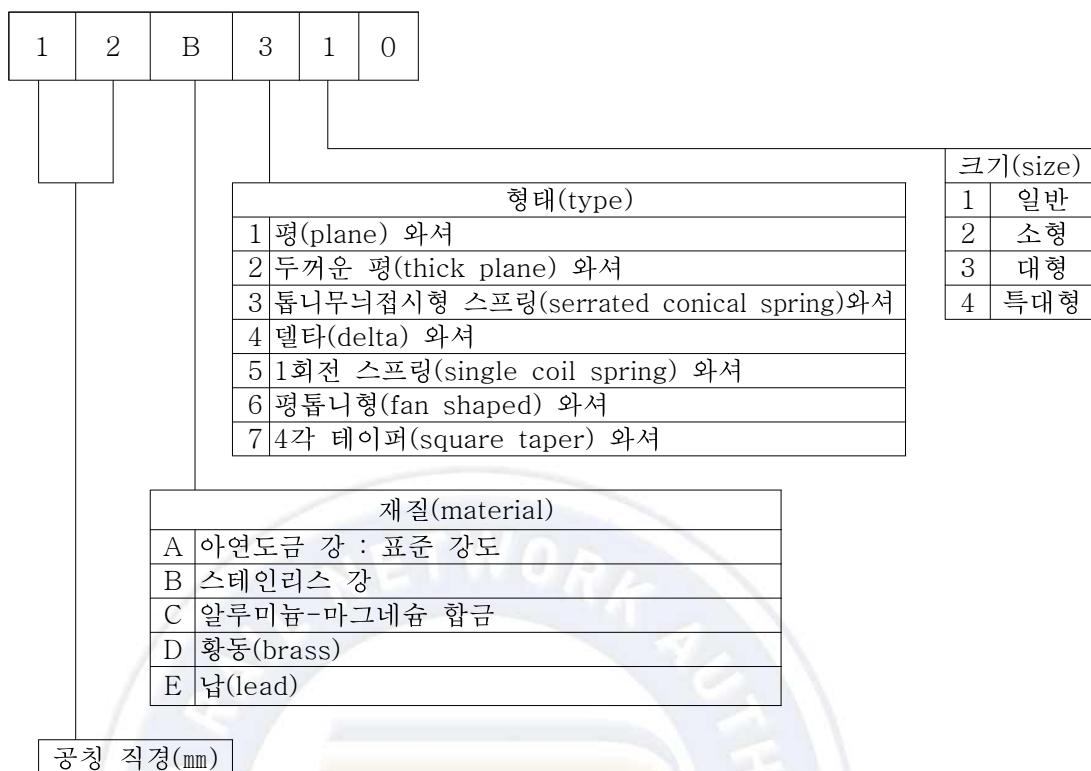 1 2 B 3 1 0
크기(size)
1 일반
2 소형
3 대형
4 특대형
형태(type)
1 평(plane) 와셔
2 두꺼운 평(thick plane) 와셔
3 톱니무늬접시형 스프링(serrated conical spring)와셔
4 델타(delta) 와셔
5 1회전 스프링(single coil spring) 와셔
6 평톱니형(fan shaped) 와셔
7 4각 테이퍼(square taper) 와셔
재질(material)
A 아연도금 강 : 표준 강도
B 스테인리스 강
C 알루미늄-마그네슘 합금
D 황동(brass)
E 납(lead)
공칭 직경(㎜)
NETWORK AUTH